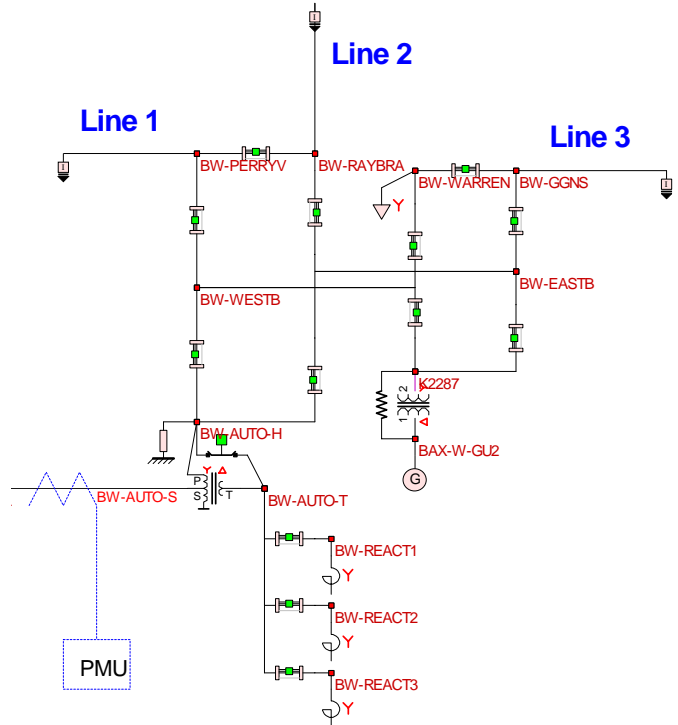 I
Line 2
Line 1
Line 3
BW-PERRYV
BW-RAYBRA
BW-WARREN
BW-GGNS
I
I
Y
BW-WESTB
BW-EASTB
K2287
2
1
BW-AUTO-H
BAX-W-GU2
G
P
S
T
Y
BW-AUTO-S
BW-AUTO-T
BW-REACT1
Y
BW-REACT2
Y
PMU
BW-REACT3
Y